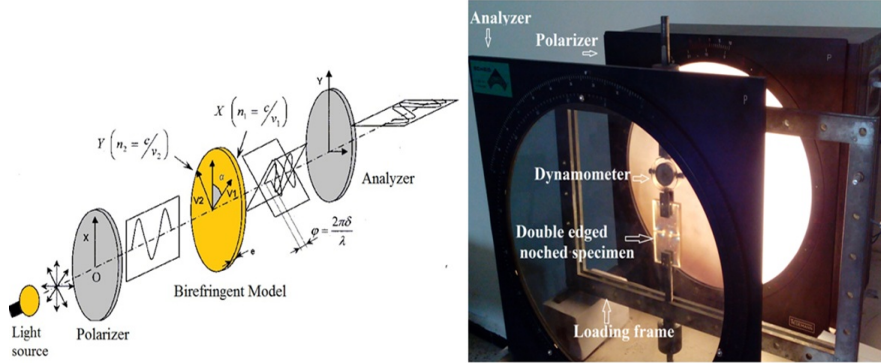 Y (n₂ = c/v₂)
X (n₁ = c/v₁)
Y
Analyzer
α
V2
V1
X
O
e
φ = 2πδ/λ
Birefringent Model
Light
source
Polarizer
Analyzer
Polarizer
P
P
Dynamometer
Double edged
noched specimen
Loading frame